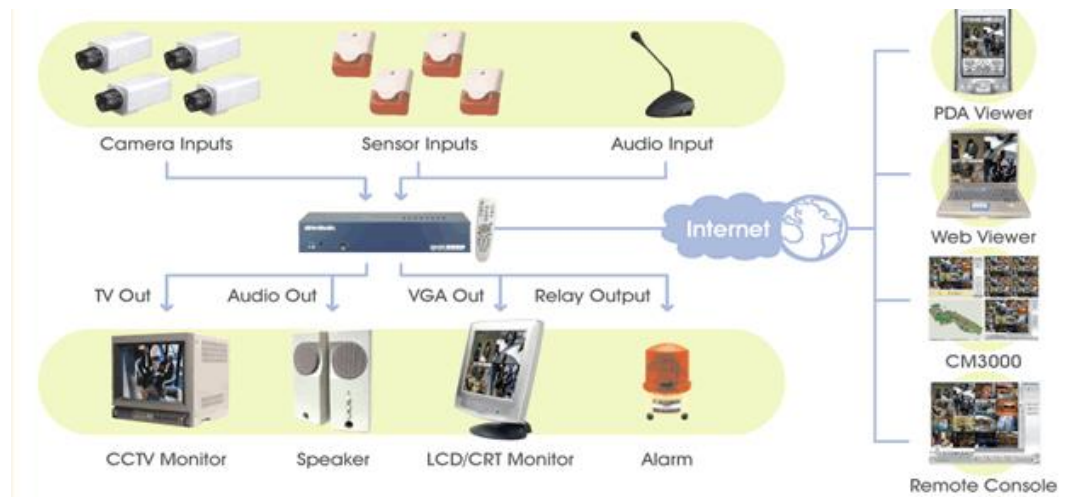 Camera Inputs
Sensor Inputs
Audio Input
Internet
TV Out
Audio Out
VGA Out
Relay Output
CCTV Monitor
Speaker
LCD/CRT Monitor
Alarm
PDA Viewer
Web Viewer
CM3000
Remote Console